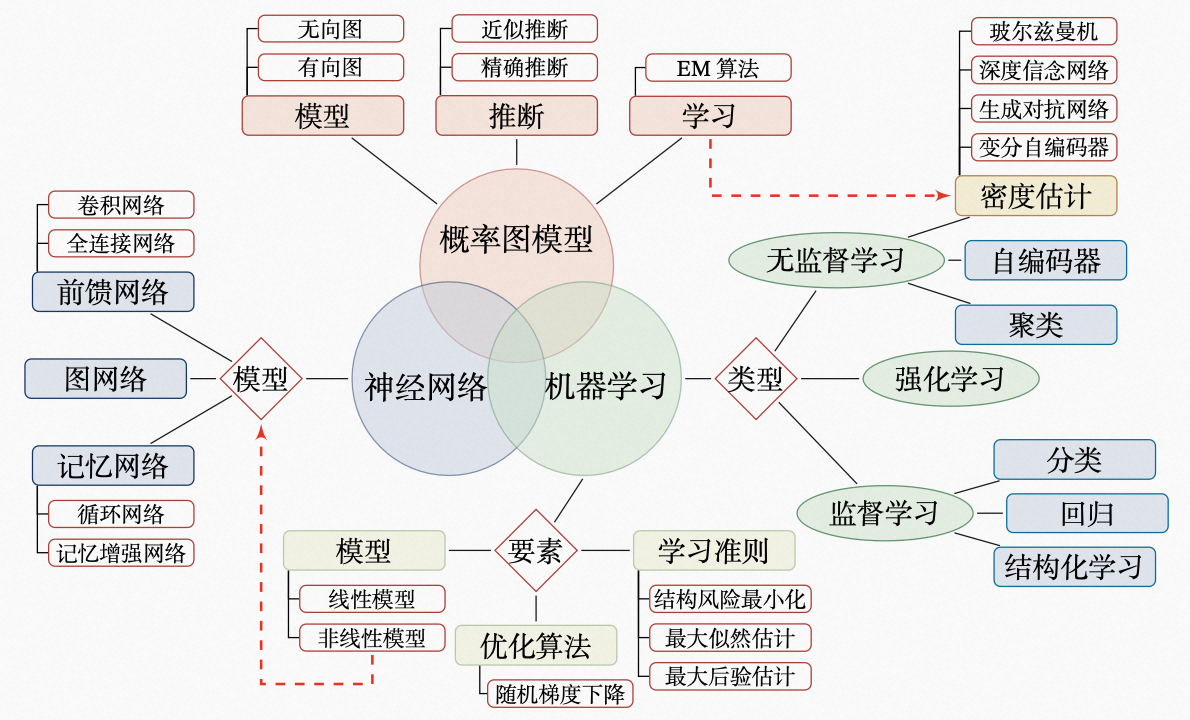 无向图
有向图
模型
近似推断
精确推断
推断
EM 算法
学习
玻尔兹曼机
深度信念网络
生成对抗网络
变分自编码器
密度估计
概率图模型
神经网络
机器学习
卷积网络
全连接网络
前馈网络
图网络
模型
记忆网络
循环网络
记忆增强网络
类型
无监督学习
自编码器
聚类
强化学习
监督学习
分类
回归
结构化学习
要素
模型
线性模型
非线性模型
优化算法
随机梯度下降
学习准则
结构风险最小化
最大似然估计
最大后验估计